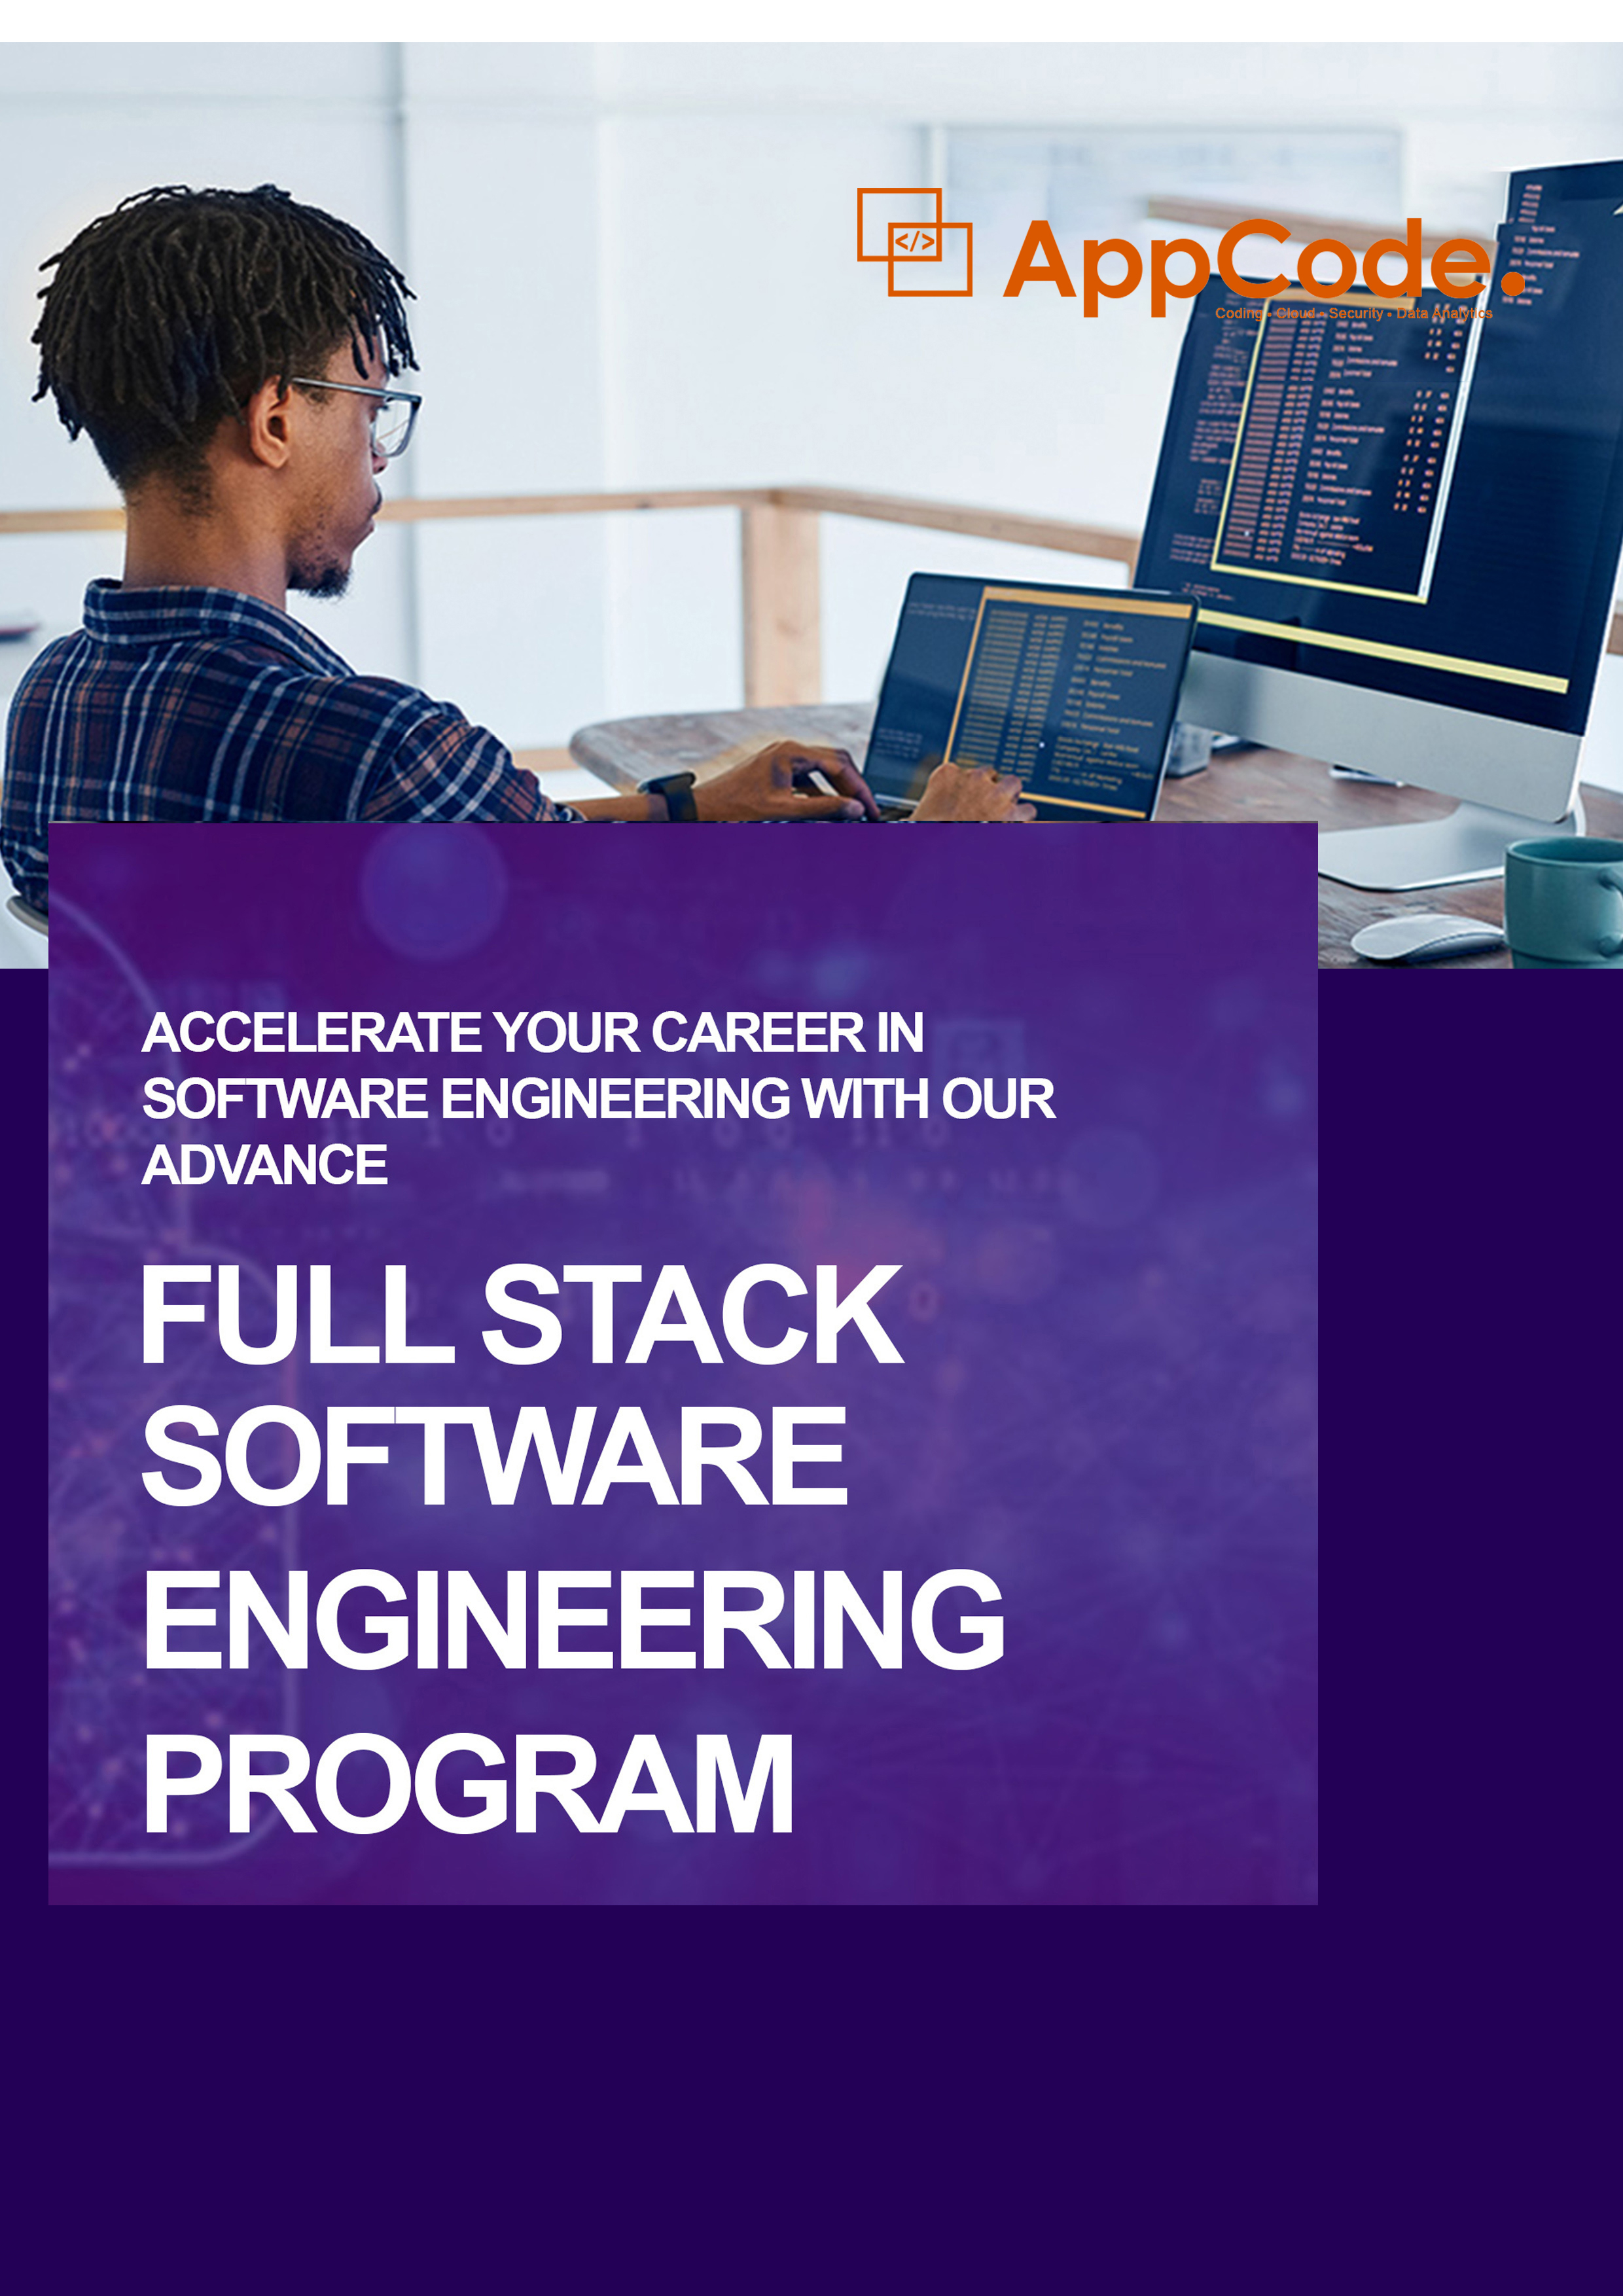 </>
AppCode.
Coding • Cloud • Security • Data Analytics
ACCELERATE YOUR CAREER IN
SOFTWARE ENGINEERING WITH OUR
ADVANCE
FULL STACK
SOFTWARE
ENGINEERING
PROGRAM